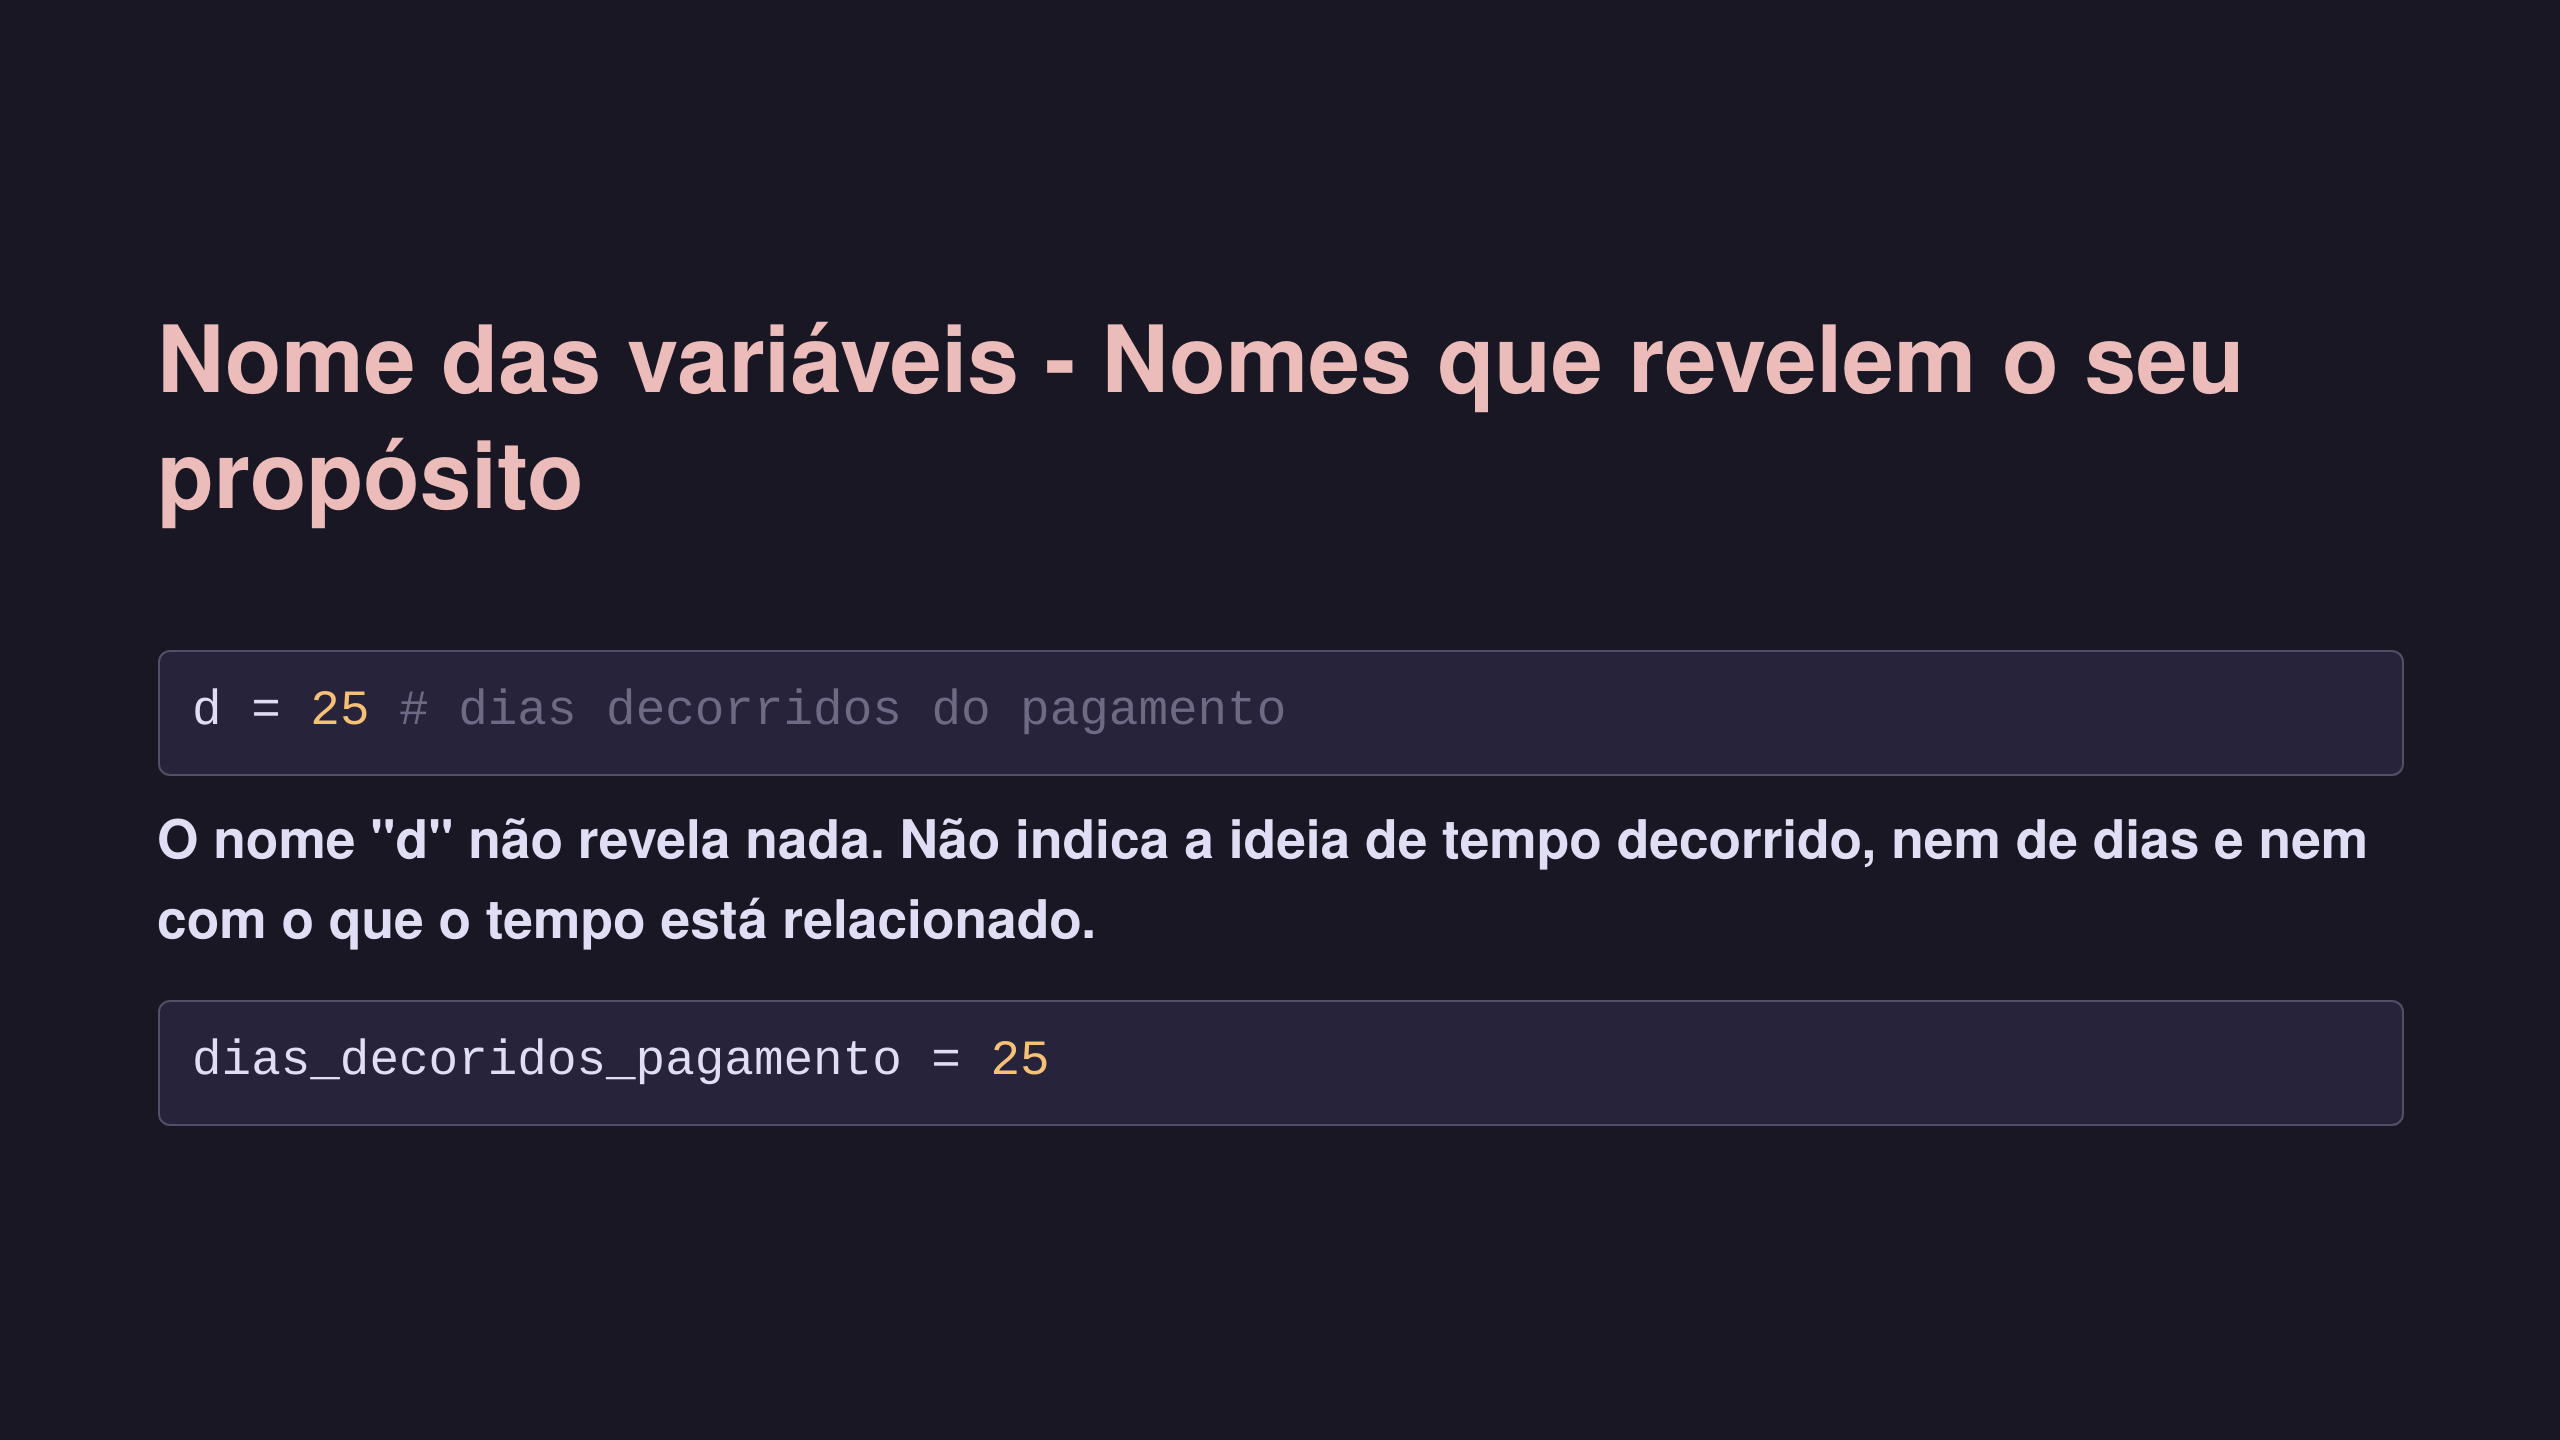 Nome das variáveis - Nomes que revelem o seu
propósito
d = 25 # dias decorridos do pagamento
O nome "d" não revela nada. Não indica a ideia de tempo decorrido, nem de dias e nem
com o que o tempo está relacionado.
dias_decoridos_pagamento = 25